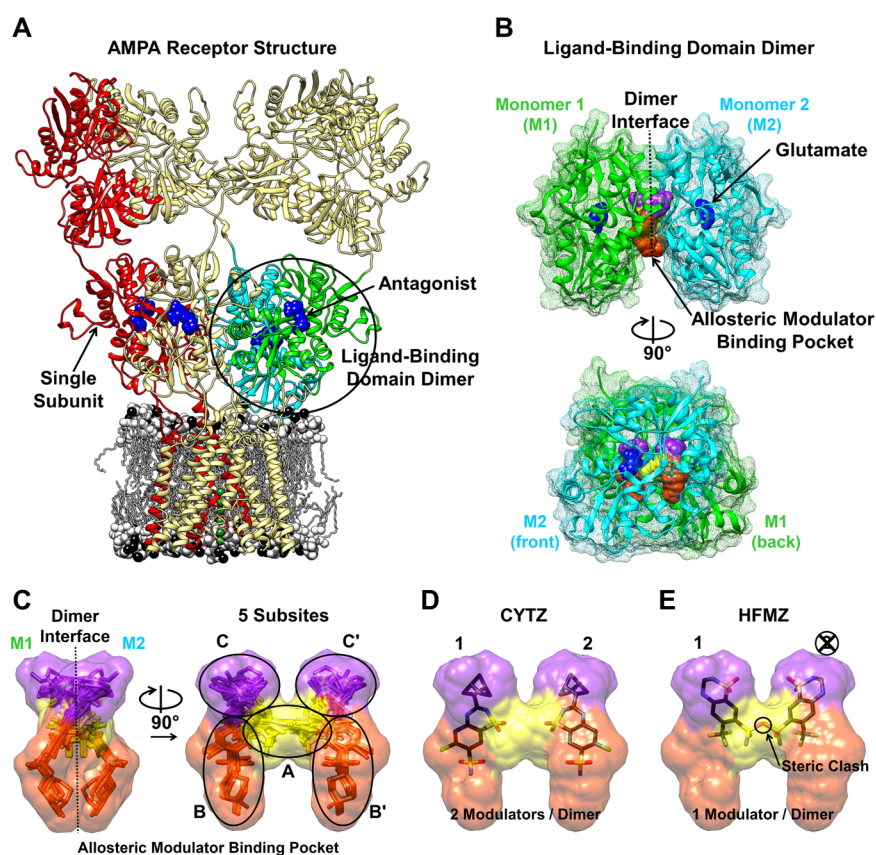 A
AMPA Receptor Structure
Antagonist
Ligand-Binding
Domain Dimer
Single
Subunit
B
Ligand-Binding Domain Dimer
Monomer 1
(M1)
Dimer
Interface
Monomer 2
(M2)
Glutamate
90°
Allosteric Modulator
Binding Pocket
M2
(front)
M1
(back)
C
Dimer
Interface
M1
M2
90°
5 Subsites
C
C'
A
B
B'
Allosteric Modulator Binding Pocket
D
CYTZ
1
2
2 Modulators / Dimer
E
HFMZ
1
2
Steric Clash
1 Modulator / Dimer